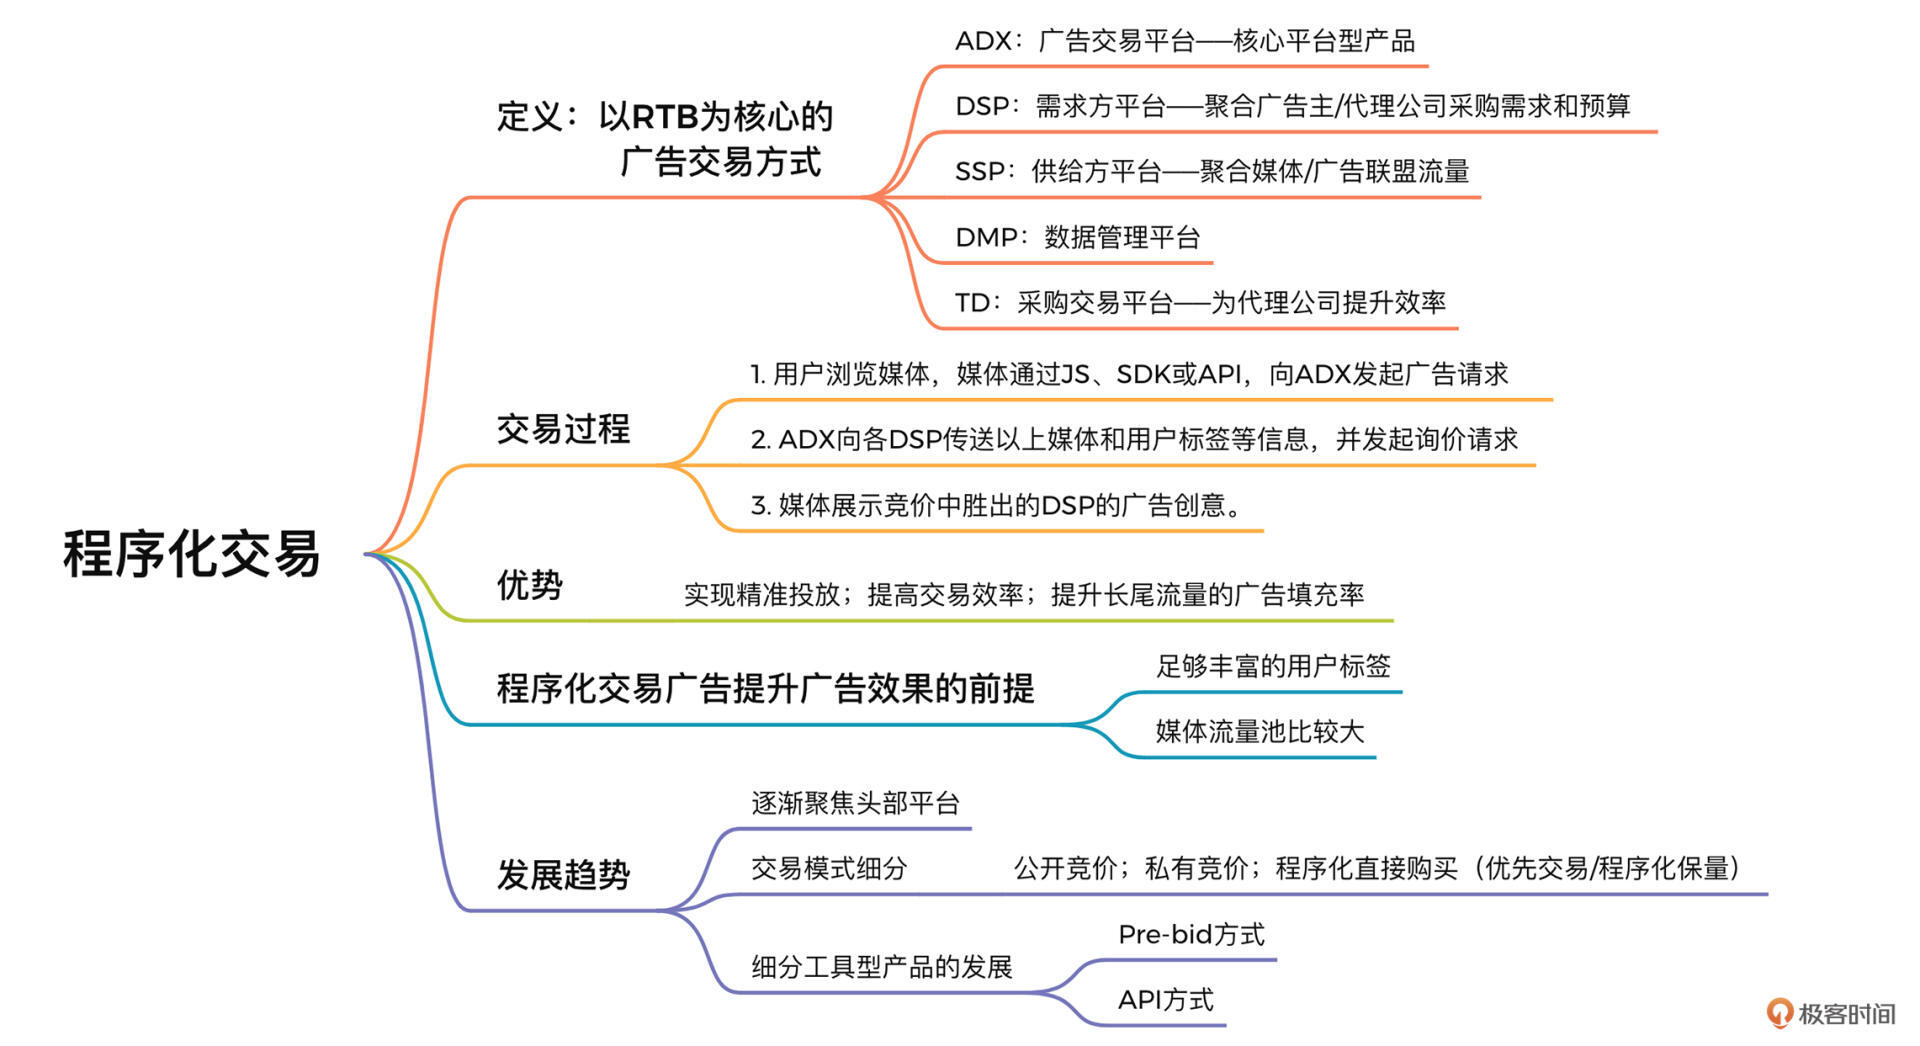 程序化交易
定义：以RTB为核心的
广告交易方式
ADX：广告交易平台——核心平台型产品
DSP：需求方平台——聚合广告主/代理公司采购需求和预算
SSP：供给方平台——聚合媒体/广告联盟流量
DMP：数据管理平台
TD：采购交易平台——为代理公司提升效率
交易过程
1. 用户浏览媒体，媒体通过JS、SDK或API，向ADX发起广告请求
2. ADX向各DSP传送以上媒体和用户标签等信息，并发起询价请求
3. 媒体展示竞价中胜出的DSP的广告创意。
优势
实现精准投放；提高交易效率；提升长尾流量的广告填充率
程序化交易广告提升广告效果的前提
足够丰富的用户标签
媒体流量池比较大
发展趋势
逐渐聚焦头部平台
交易模式细分
公开竞价；私有竞价；程序化直接购买（优先交易/程序化保量）
细分工具型产品的发展
Pre-bid方式
API方式
极客时间